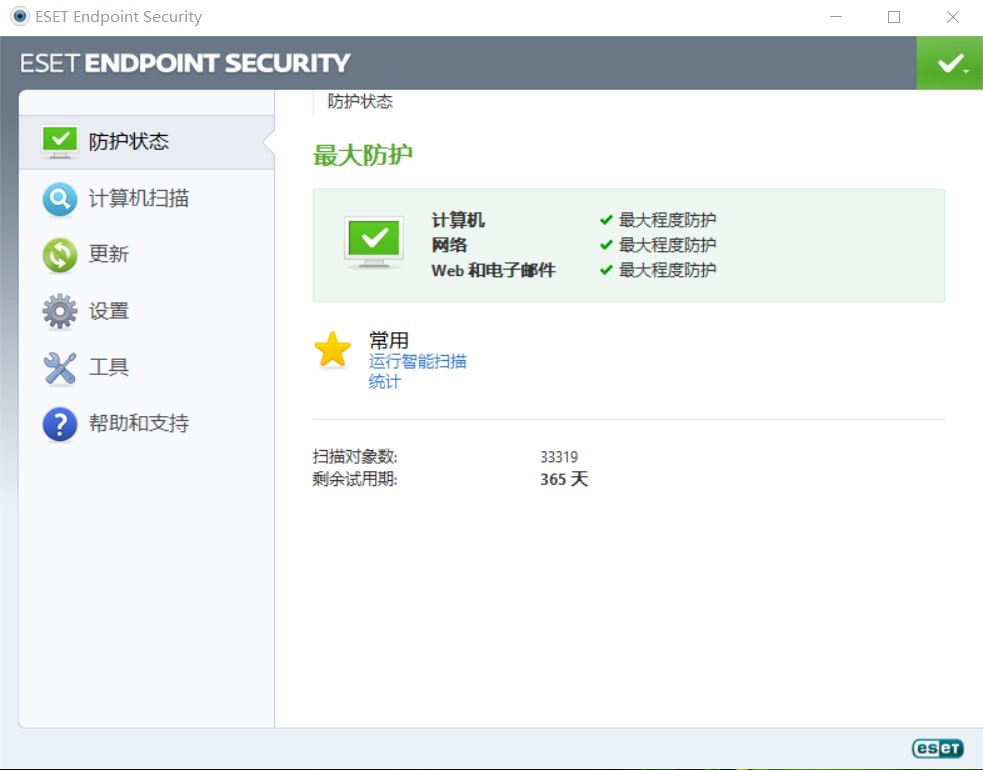 ESET Endpoint Security
ESET ENDPOINT SECURITY
防护状态
计算机扫描
更新
设置
工具
帮助和支持
防护状态
最大防护
计算机 最大程度防护
网络 最大程度防护
Web 和电子邮件 最大程度防护
常用
运行智能扫描
统计
扫描对象数: 33319
剩余试用期: 365 天
eset